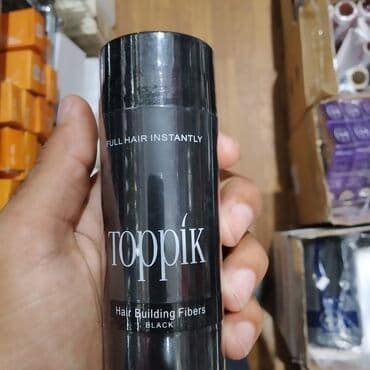 FULL HAIR INSTANTLY
TOppiK
Hair Building Fibers
BLACK